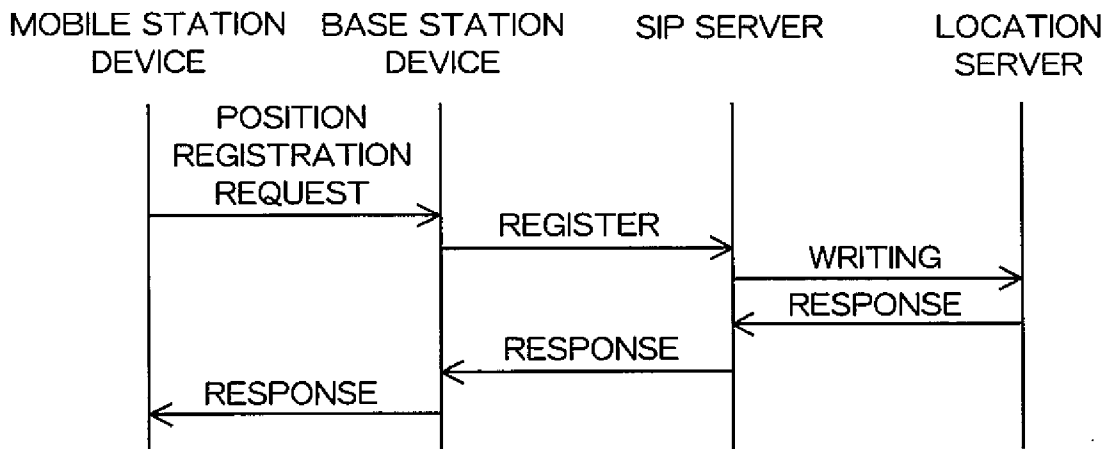 MOBILE STATION DEVICE
BASE STATION DEVICE
SIP SERVER
LOCATION SERVER
POSITION
REGISTRATION
REQUEST
REGISTER
WRITING
RESPONSE
RESPONSE
RESPONSE